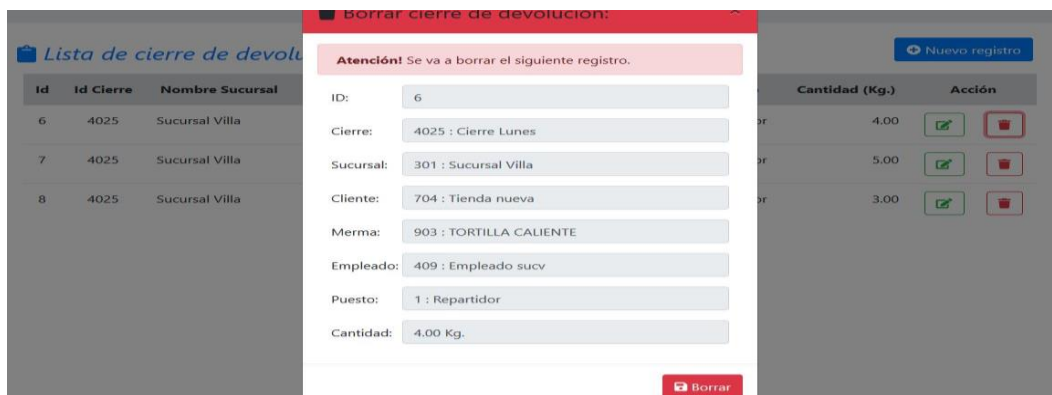 Borrar cierre de devolución:
Lista de cierre de devolu
Nuevo registro
Atención! Se va a borrar el siguiente registro.
Id Id Cierre Nombre Sucursal Cantidad (Kg.) Acción
ID: 6
6 4025 Sucursal Villa or 4.00
Cierre: 4025 : Cierre Lunes
7 4025 Sucursal Villa or 5.00
Sucursal: 301 : Sucursal Villa
8 4025 Sucursal Villa or 3.00
Cliente: 704 : Tienda nueva
Merma: 903 : TORTILLA CALIENTE
Empleado: 409 : Empleado sucv
Puesto: 1 : Repartidor
Cantidad: 4.00 Kg.
Borrar